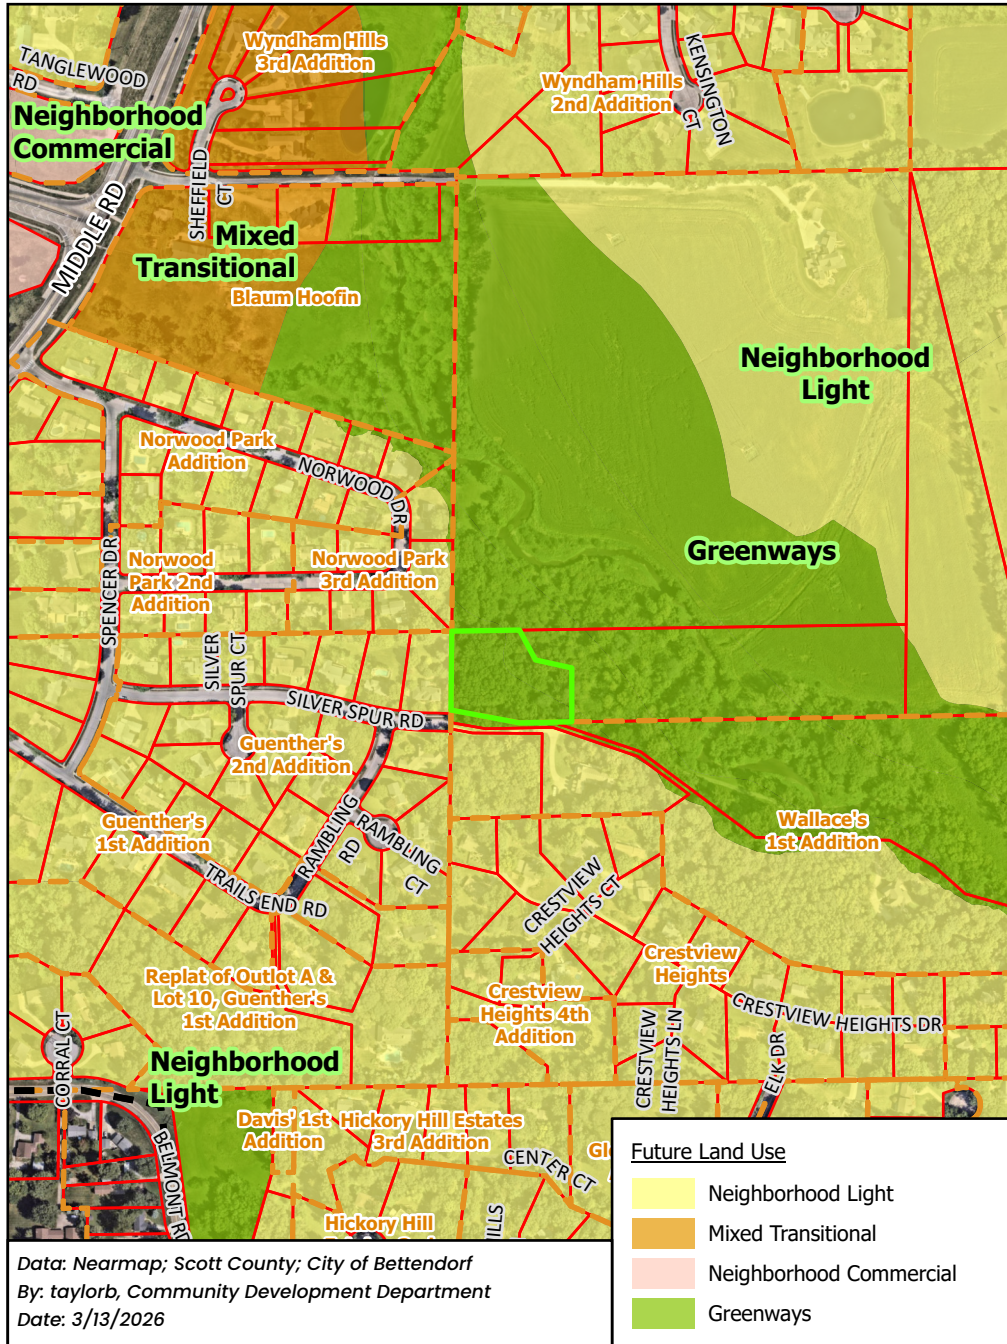 Wyndham Hills
3rd Addition
TANGLEWOOD
RD
KENSINGTON
CT
Wyndham Hills
2nd Addition
Neighborhood
Commercial
SHEFFIELD
CT
MIDDLE RD
Mixed
Transitional
Blaum Hoofin
Neighborhood
Light
Norwood Park
Addition
NORWOOD DR
Greenways
SPENCER DR
Norwood
Park 2nd
Addition
Norwood Park
3rd Addition
SILVER
SPUR CT
SILVER SPUR RD
Guenther's
2nd Addition
Guenther's
1st Addition
RAMBLING
RD
RAMBLING
CT
Wallace's
1st Addition
TRAILS END RD
CRESTVIEW
HEIGHTS CT
Crestview
Heights
Replat of Outlot A &
Lot 10, Guenther's
1st Addition
Crestview
Heights 4th
Addition
CRESTVIEW HEIGHTS DR
CRESTVIEW
HEIGHTS LN
ELK DR
CORRAL CT
Neighborhood
Light
BELMONT RD
Davis' 1st
Addition
Hickory Hill Estates
3rd Addition
CENTER CT
Hickory Hill
Future Land Use
Neighborhood Light
Mixed Transitional
Neighborhood Commercial
Greenways
Data: Nearmap; Scott County; City of Bettendorf
By: taylorb, Community Development Department
Date: 3/13/2026